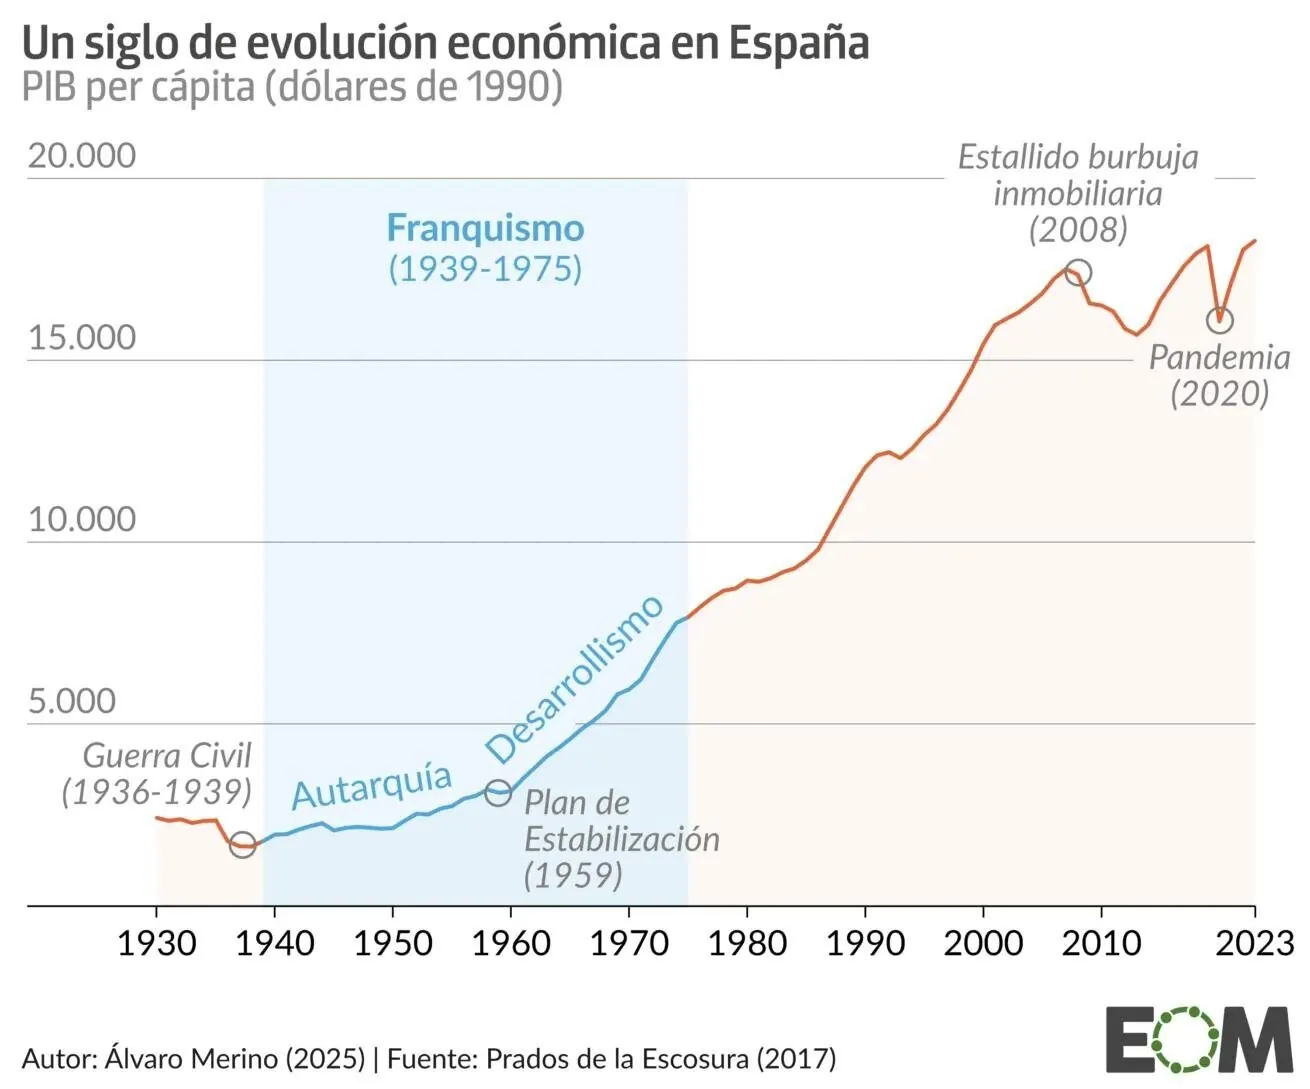 Un siglo de evolución económica en España
PIB per cápita (dólares de 1990)
20.000
Estallido burbuja
inmobiliaria
(2008)
Franquismo
(1939-1975)
15.000
Pandemia
(2020)
10.000
5.000
Desarrollismo
Guerra Civil
(1936-1939)
Autarquía
Plan de
Estabilización
(1959)
1930 1940 1950 1960 1970 1980 1990 2000 2010 2023
EOM
Autor: Álvaro Merino (2025) | Fuente: Prados de la Escosura (2017)